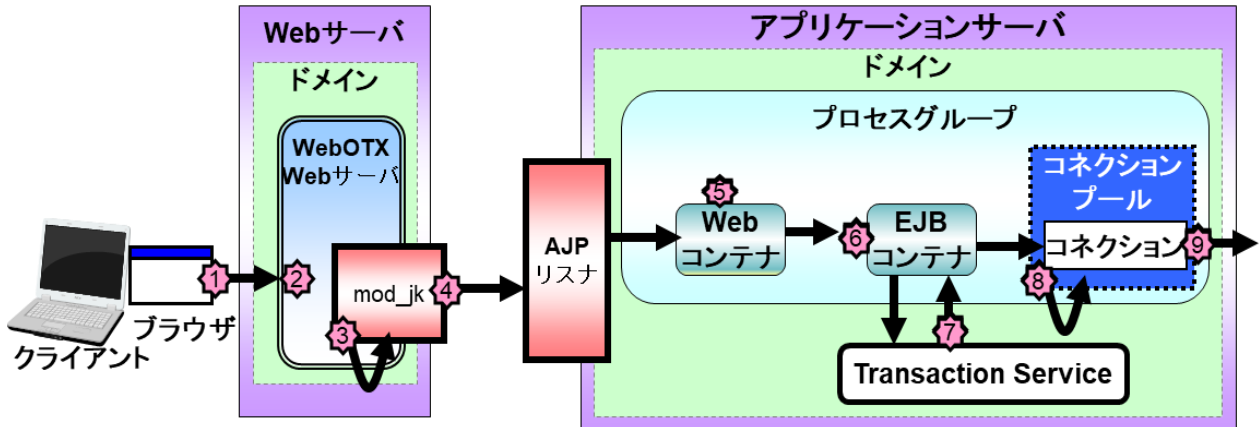 Webサーバ
ドメイン
WebOTX
Webサーバ
mod_jk
1
2
3
4
ブラウザ
クライアント
アプリケーションサーバ
ドメイン
プロセスグループ
AJP
リスナ
5
Web
コンテナ
6
EJB
コンテナ
コネクション
プール
コネクション
8
9
7
Transaction Service